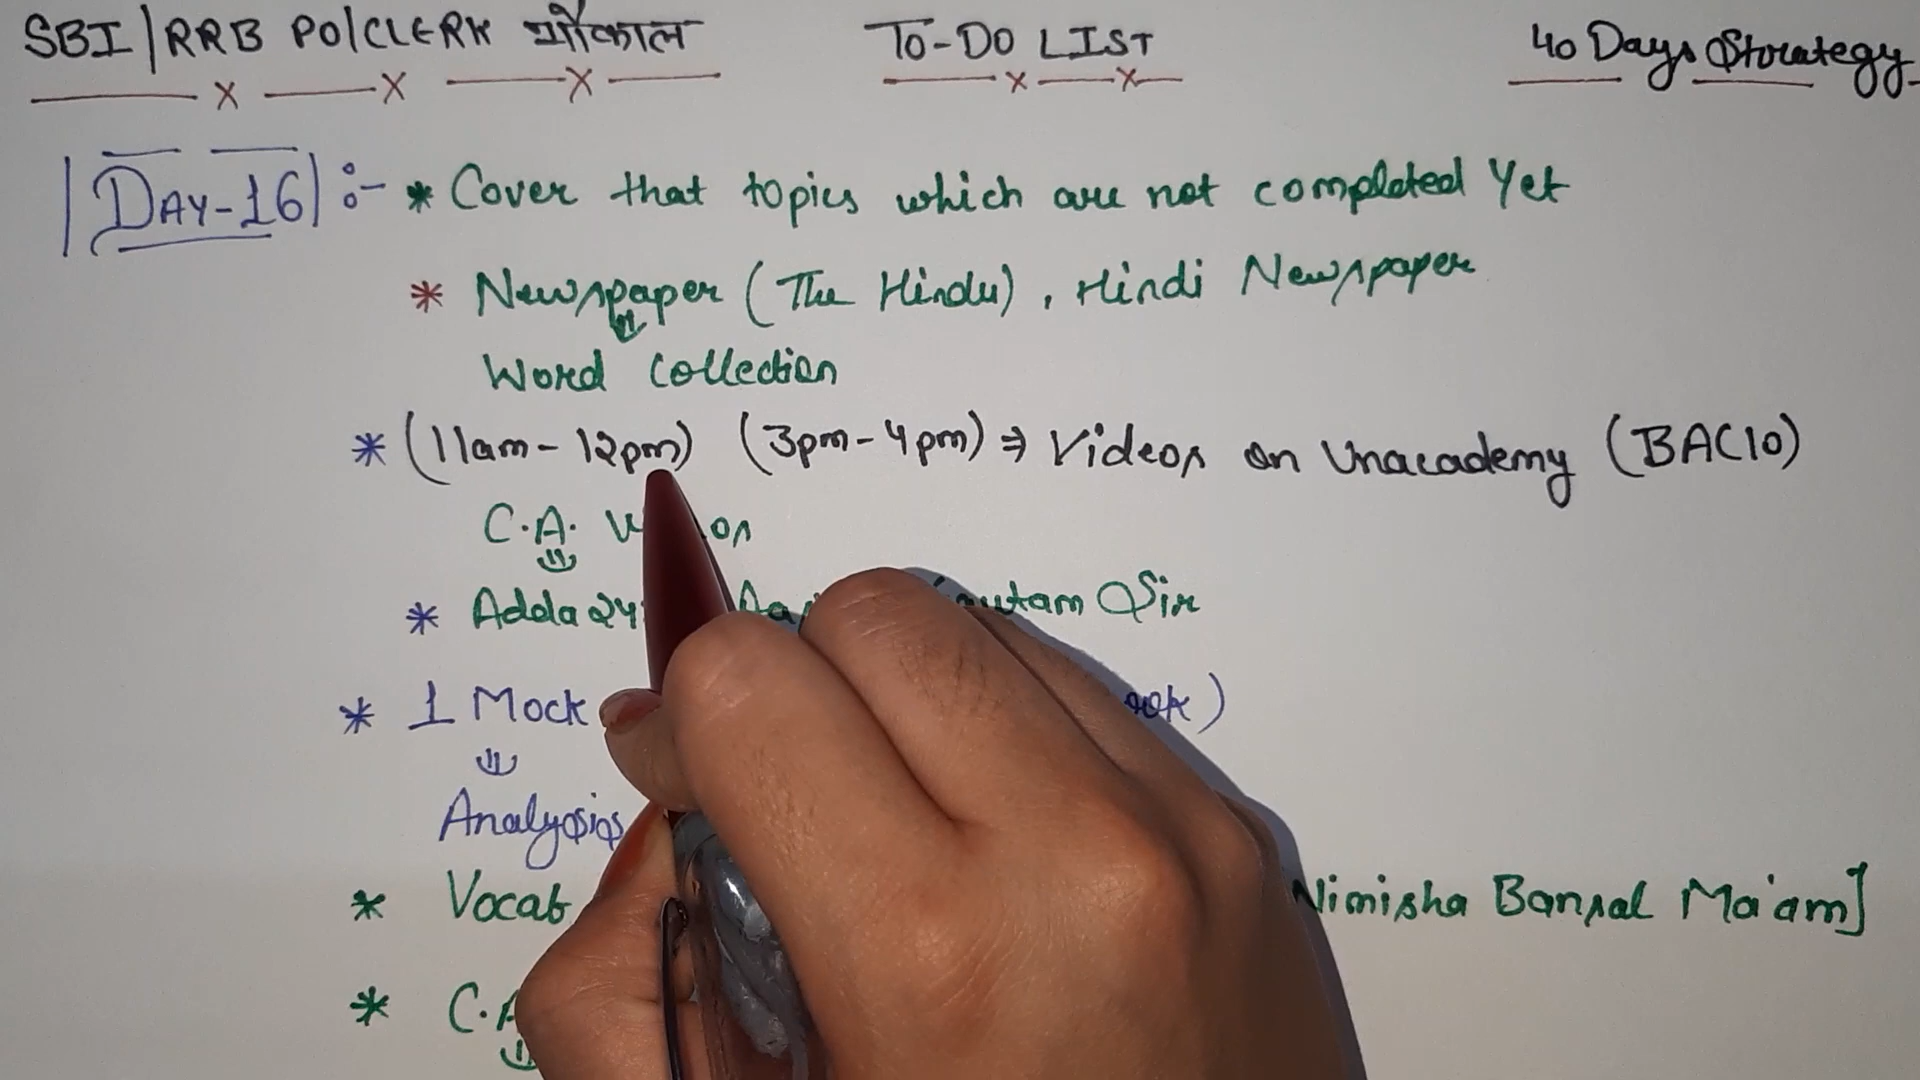 SBI/RRB PO/CLERK भौकाल TO-DO LIST 40 Days Strategy
DAY-16 :- * Cover that topics which are not completed Yet
* Newspaper (The Hindu), Hindi Newspaper
Word Collection
* (11am - 12pm) (3pm - 4pm) ⇒ Videos on Unacademy (BAC10)
C.A.
* Adda 24 Gautam Sir
* 1 Mock )
Analysis
* Vocab Nimisha Bansal Ma'am]
* C.A